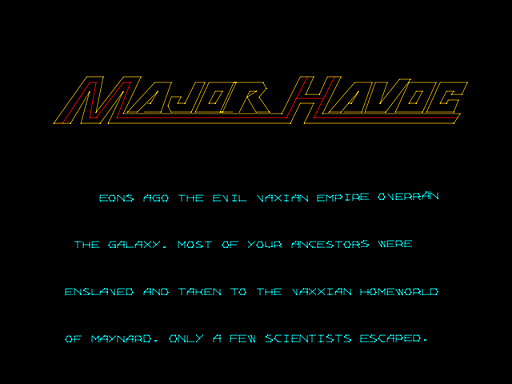 MAJOR HAVOC
EONS AGO THE EVIL VAXIAN EMPIRE OVERRAN
THE GALAXY. MOST OF YOUR ANCESTORS WERE
ENSLAVED AND TAKEN TO THE VAXXIAN HOMEWORLD
OF MAYNARD. ONLY A FEW SCIENTISTS ESCAPED.